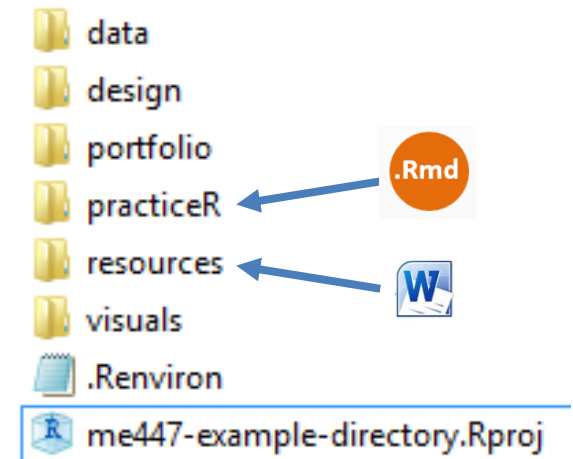 data
design
portfolio
.Rmd
practiceR
resources
W
visuals
.Renviron
R
me447-example-directory.Rproj